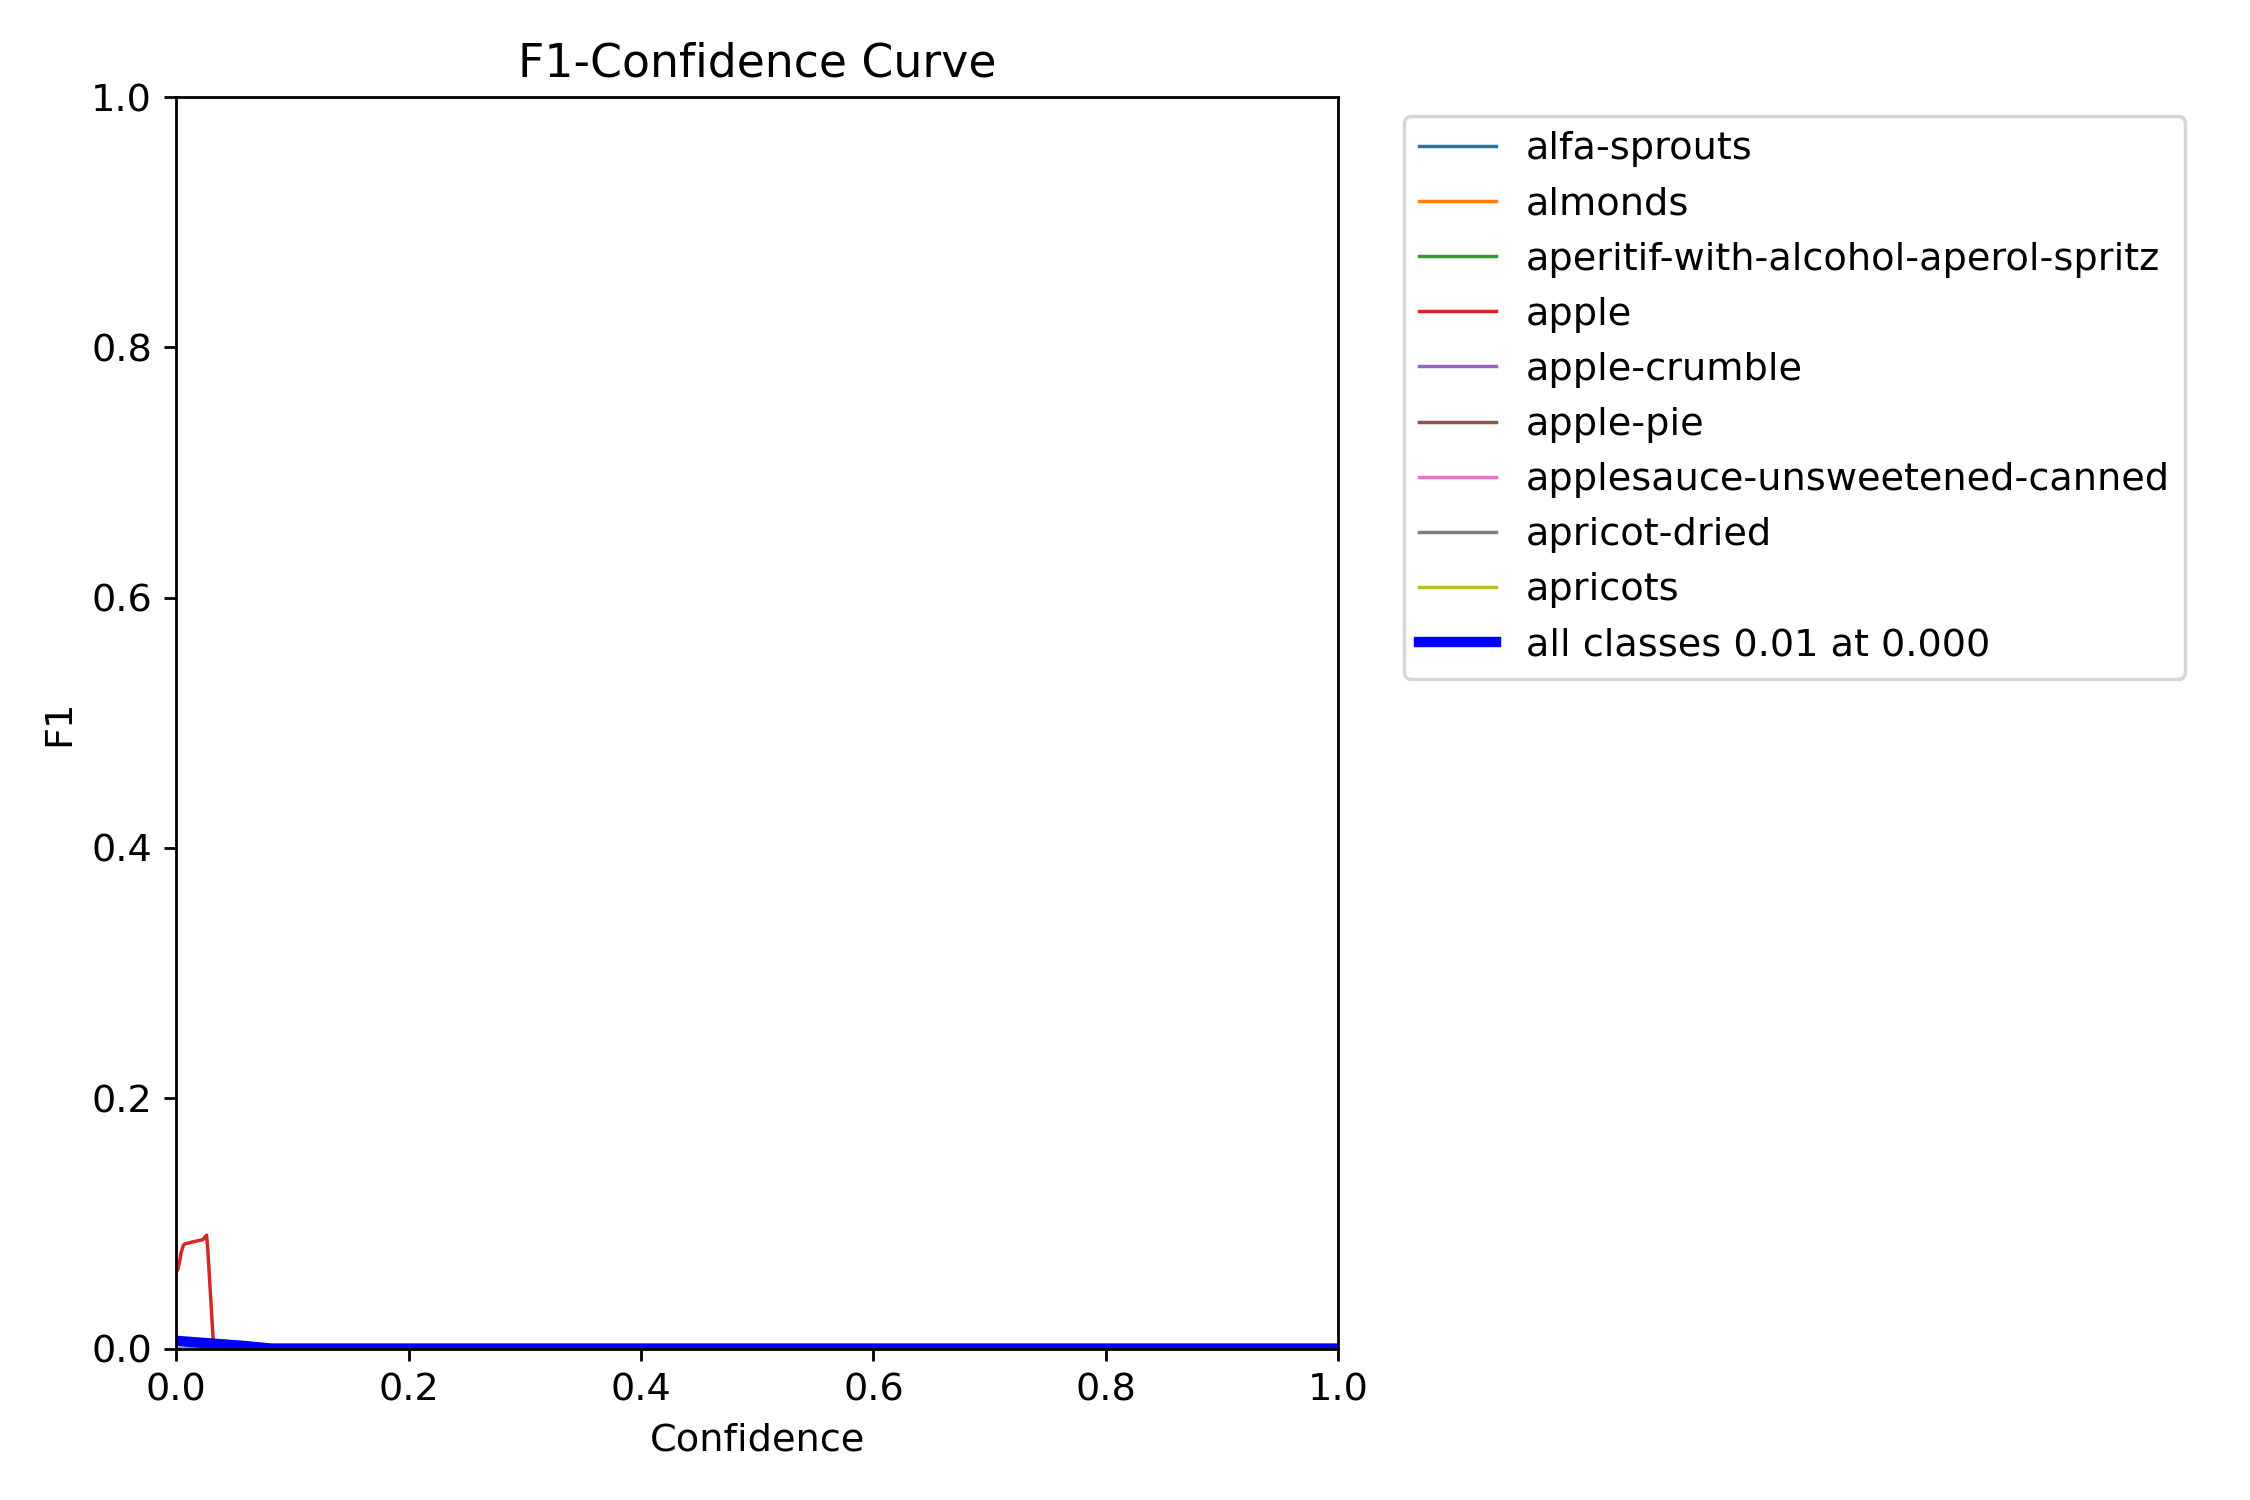 F1-Confidence Curve
1.0
0.8
0.6
0.4
0.2
0.0
F1
0.0 0.2 0.4 0.6 0.8 1.0
Confidence
alfa-sprouts
almonds
aperitif-with-alcohol-aperol-spritz
apple
apple-crumble
apple-pie
applesauce-unsweetened-canned
apricot-dried
apricots
all classes 0.01 at 0.000